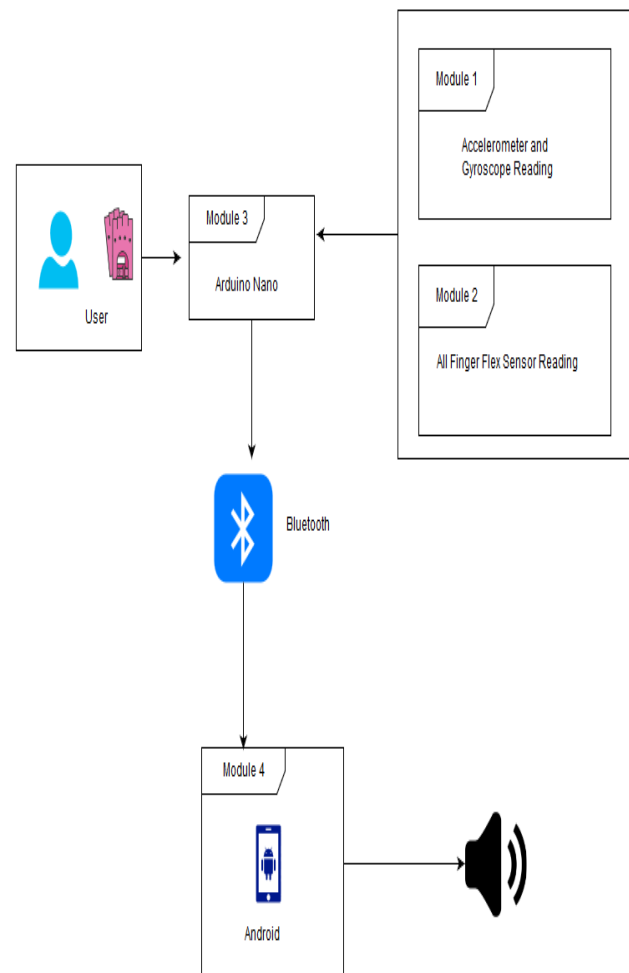 Module 1
Accelerometer and
Gyroscope Reading
Module 3
Arduino Nano
User
Module 2
All Finger Flex Sensor Reading
Bluetooth
Module 4
Android